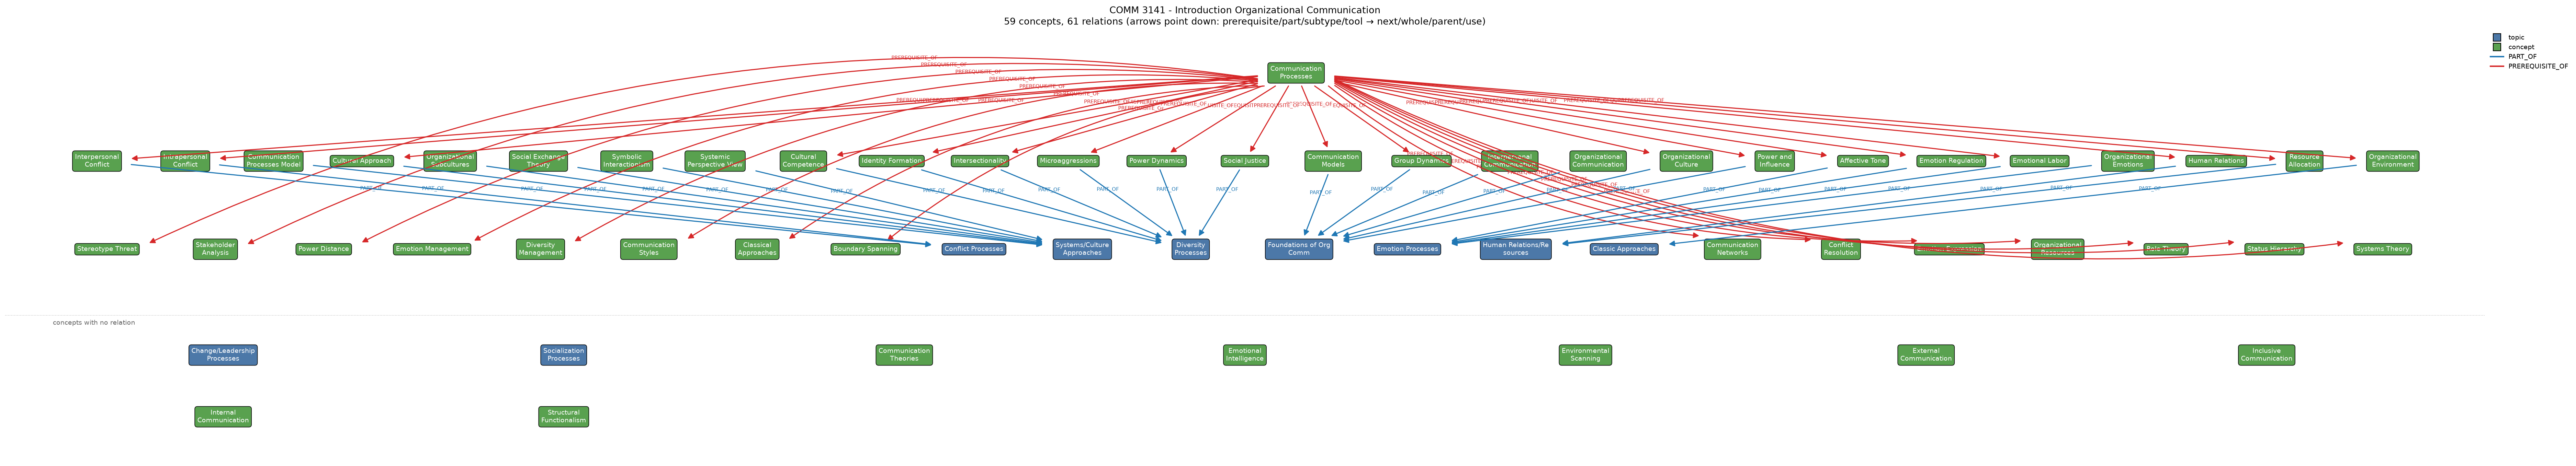 COMM 3141 - Introduction Organizational Communication
59 concepts, 61 relations (arrows point down: prerequisite/part/subtype/tool → next/whole/parent/use)
topic
concept
PART_OF
PREREQUISITE_OF
Communication
Processes
Interpersonal
Conflict
Intrapersonal
Conflict
Communication
Processes Model
Cultural Approach
Organizational
Subcultures
Social Exchange
Theory
Symbolic
Interactionism
Systemic
Perspective View
Cultural
Competence
Identity Formation
Intersectionality
Microaggressions
Power Dynamics
Social Justice
Communication
Models
Group Dynamics
Organizational
Communication
Organizational
Culture
Power and
Influence
Affective Tone
Emotion Regulation
Emotional Labor
Organizational
Emotions
Human Relations
Resource
Allocation
Organizational
Environment
Stereotype Threat
Stakeholder
Analysis
Power Distance
Emotion Management
Diversity
Management
Communication
Styles
Classical
Approaches
Boundary Spanning
Conflict Processes
Systems/Culture
Approaches
Diversity
Processes
Foundations of Org
Comm
Emotion Processes
Human Relations/Re
sources
Classic Approaches
Communication
Networks
Conflict
Resolution
Organizational
Resources
Role Theory
Status Hierarchy
Systems Theory
concepts with no relation
Change/Leadership
Processes
Socialization
Processes
Communication
Theories
Emotional
Intelligence
Environmental
Scanning
External
Communication
Inclusive
Communication
Internal
Communication
Structural
Functionalism